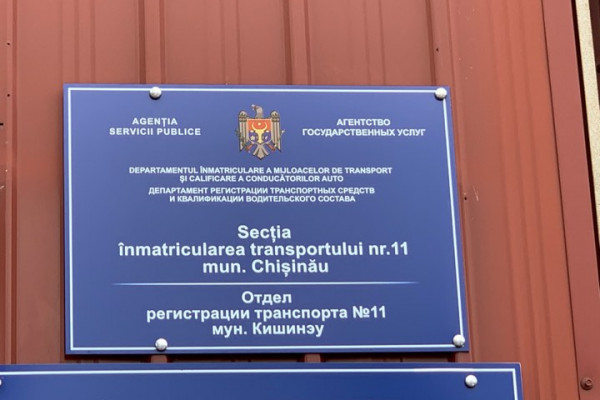 AGENȚIA
SERVICII PUBLICE
АГЕНТСТВО
ГОСУДАРСТВЕННЫХ УСЛУГ
DEPARTAMENTUL ÎNMATRICULARE A MIJLOACELOR DE TRANSPORT
ȘI CALIFICARE A CONDUCĂTORILOR AUTO
ДЕПАРТАМЕНТ РЕГИСТРАЦИИ ТРАНСПОРТНЫХ СРЕДСТВ
И КВАЛИФИКАЦИИ ВОДИТЕЛЬСКОГО СОСТАВА
Secția
înmatricularea transportului nr.11
mun. Chișinău
Отдел
регистрации транспорта №11
мун. Кишинэу